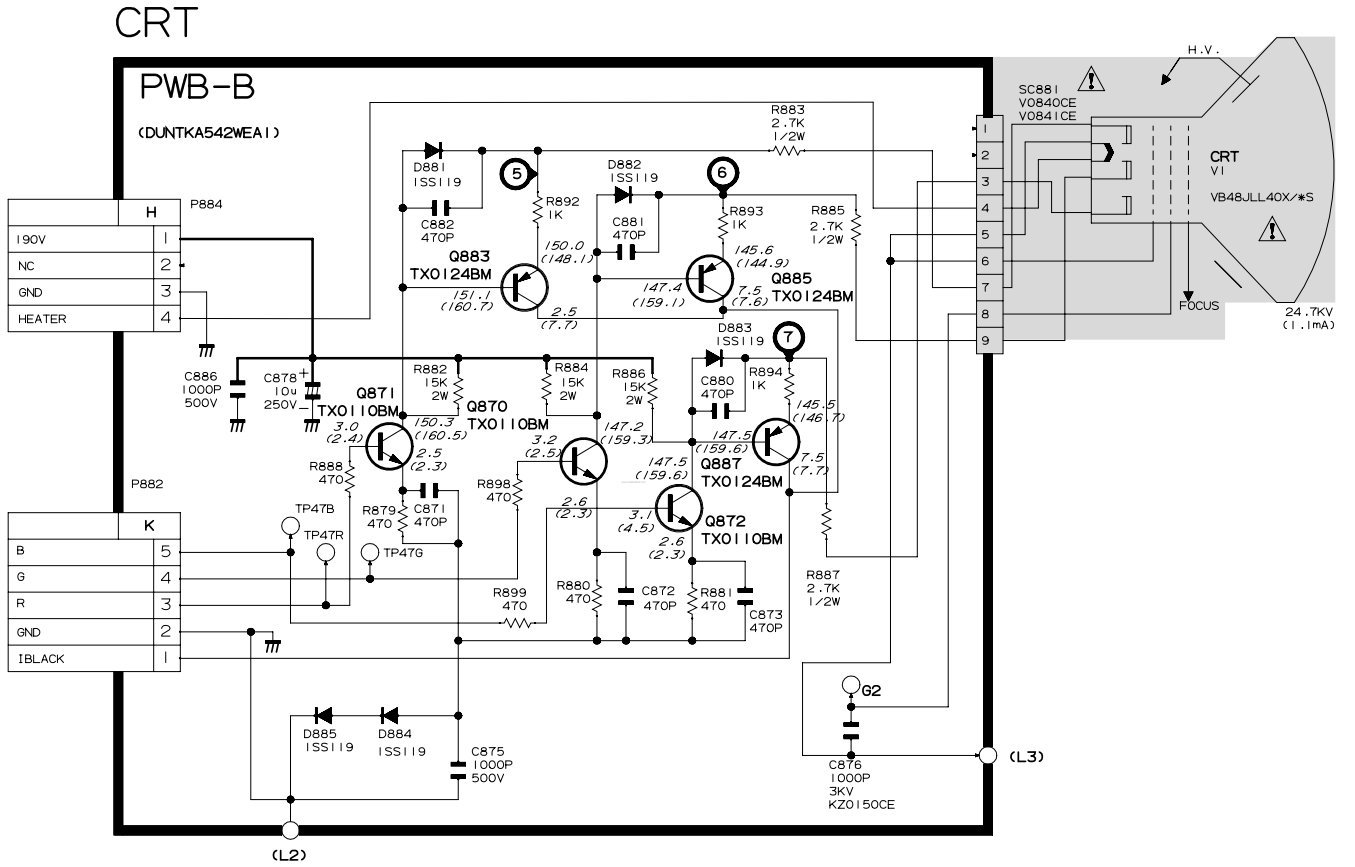 CRT
PWB-B
(DUNTKA542WEA1)
H.V.
SC881
V0840CE
V0841CE
R883
2.7K
1/2W
1
2
3
4
5
6
7
8
9
CRT
V1
VB48JLL40X/*S
FOCUS
24.7KV
(1.1mA)
D881
1SS119
5
D882
1SS119
6
C882
470P
R892
1K
C881
470P
R893
1K
R885
2.7K
1/2W
H
P884
190V
1
NC
2
GND
3
HEATER
4
Q883
TX0124BM
150.0
(148.1)
151.1
(160.7)
2.5
(7.7)
145.6
(144.9)
Q885
TX0124BM
147.4
(159.1)
7.5
(7.6)
D883
1SS119
7
C886
1000P
500V
C878
10u
250V
+
-
R882
15K
2W
R884
15K
2W
R886
15K
2W
C880
470P
R894
1K
Q871
TX0110BM
3.0
(2.4)
150.3
(160.5)
2.5
(2.3)
Q870
TX0110BM
3.2
(2.5)
147.2
(159.3)
2.6
(2.3)
145.5
(146.7)
147.5
(159.6)
7.5
(7.7)
Q887
TX0124BM
147.5
(159.6)
3.1
(4.5)
2.6
(2.3)
Q872
TX0110BM
R888
470
R879
470
C871
470P
R898
470
P882
K
B
5
G
4
R
3
GND
2
IBLACK
1
TP47B
TP47R
TP47G
R899
470
R880
470
C872
470P
R881
470
C873
470P
R887
2.7K
1/2W
G2
C876
1000P
3KV
KZ0150CE
(L3)
D885
1SS119
D884
1SS119
C875
1000P
500V
(L2)